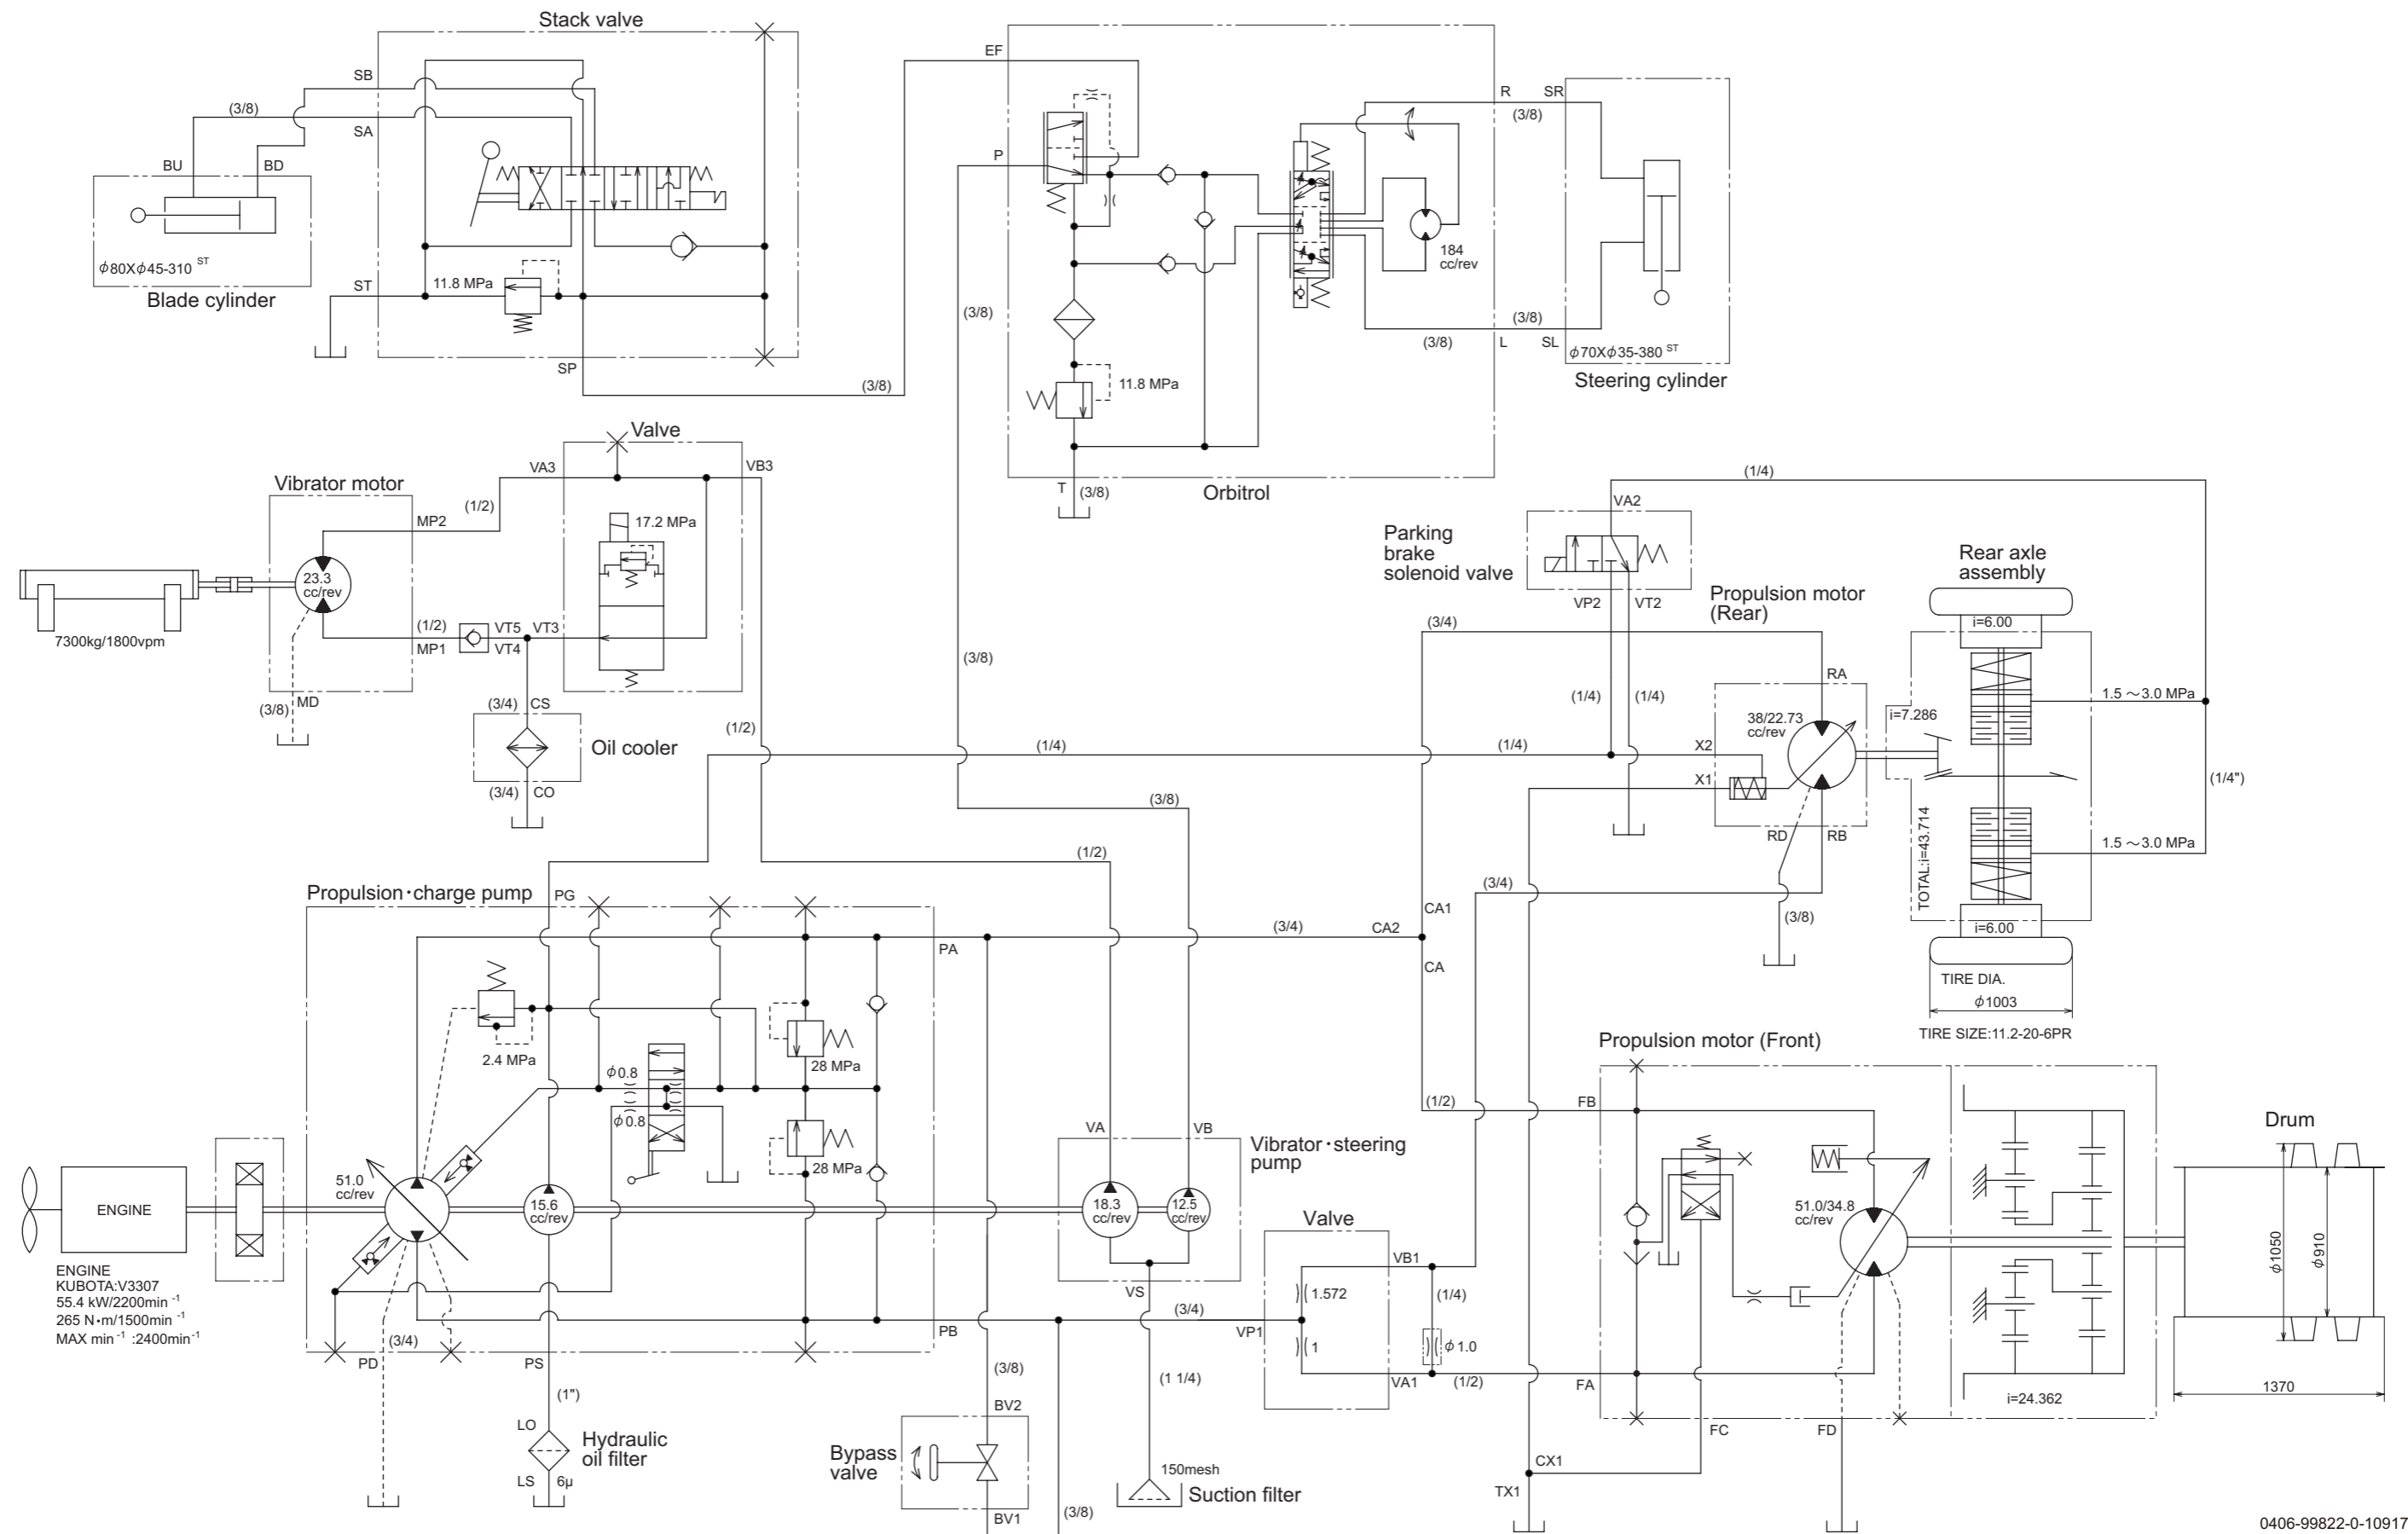 Stack valve
SB
(3/8)
SA
BU
BD
φ80Xφ45-310 ST
Blade cylinder
ST
11.8 MPa
SP
(3/8)
EF
P
(3/8)
11.8 MPa
T
(3/8)
Orbitrol
184
cc/rev
R
SR
(3/8)
(3/8)
(3/8)
L
SL
φ70Xφ35-380 ST
Steering cylinder
Valve
VA3
VB3
17.2 MPa
Vibrator motor
(1/2)
MP2
23.3
cc/rev
7300kg/1800vpm
(1/2)
MP1
VT5
VT3
VT4
MD
(3/8)
(3/4)
CS
Oil cooler
(3/4)
CO
(1/2)
(3/8)
(1/4)
(3/8)
(1/2)
(1/4)
VA2
Parking
brake
solenoid valve
VP2
VT2
(1/4)
(1/4)
(1/4)
(3/4)
Propulsion motor
(Rear)
RA
38/22.73
cc/rev
X2
X1
RD
RB
(3/8)
(3/4)
Rear axle
assembly
i=6.00
i=7.286
1.5～3.0 MPa
(1/4")
1.5～3.0 MPa
TOTAL:i=43.714
i=6.00
TIRE DIA.
φ1003
TIRE SIZE:11.2-20-6PR
Propulsion・charge pump
PG
PA
(3/4)
CA2
CA1
CA
2.4 MPa
φ0.8
φ0.8
28 MPa
28 MPa
51.0
cc/rev
15.6
cc/rev
ENGINE
ENGINE
KUBOTA:V3307
55.4 kW/2200min -1
265 N・m/1500min -1
MAX min-1 :2400min-1
PD
(3/4)
PS
PB
(1")
LO
Hydraulic
oil filter
LS
6μ
VA
VB
Vibrator・steering
pump
18.3
cc/rev
12.5
cc/rev
VS
(3/4)
(1 1/4)
150mesh
Suction filter
(3/8)
BV2
Bypass
valve
BV1
(3/8)
Valve
VB1
1.572
VP1
1
(1/4)
φ1.0
VA1
(1/2)
Propulsion motor (Front)
(1/2)
FB
51.0/34.8
cc/rev
FA
FC
FD
i=24.362
CX1
TX1
Drum
φ1050
φ910
1370
0406-99822-0-10917